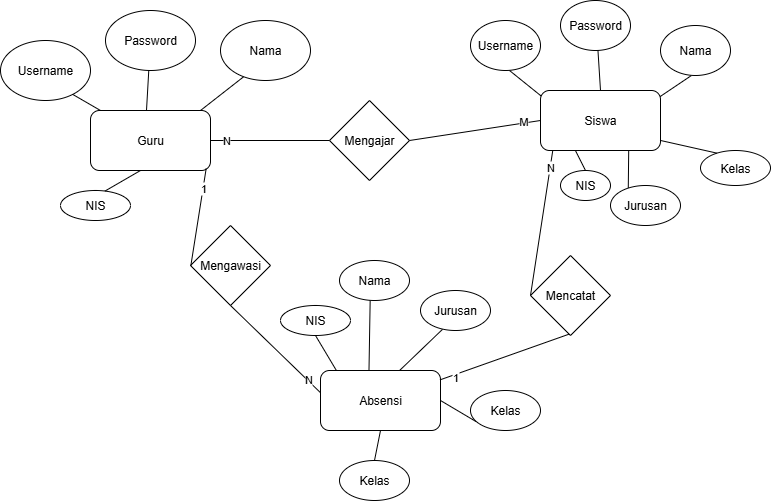 Username
Password
Nama
Guru
NIS
N
Mengajar
M
Username
Password
Nama
Siswa
Kelas
NIS
Jurusan
1
Mengawasi
N
N
Mencatat
1
NIS
Nama
Jurusan
Absensi
Kelas
Kelas